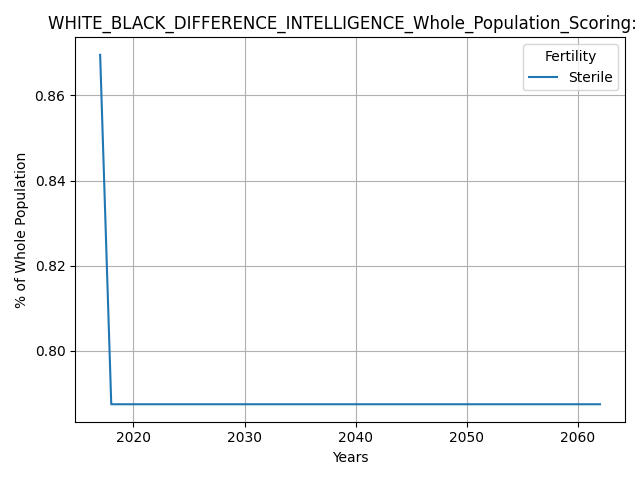 WHITE_BLACK_DIFFERENCE_INTELLIGENCE_Whole_Population_Scoring:
Fertility
Sterile
0.86
0.84
0.82
0.80
% of Whole Population
2020 2030 2040 2050 2060
Years